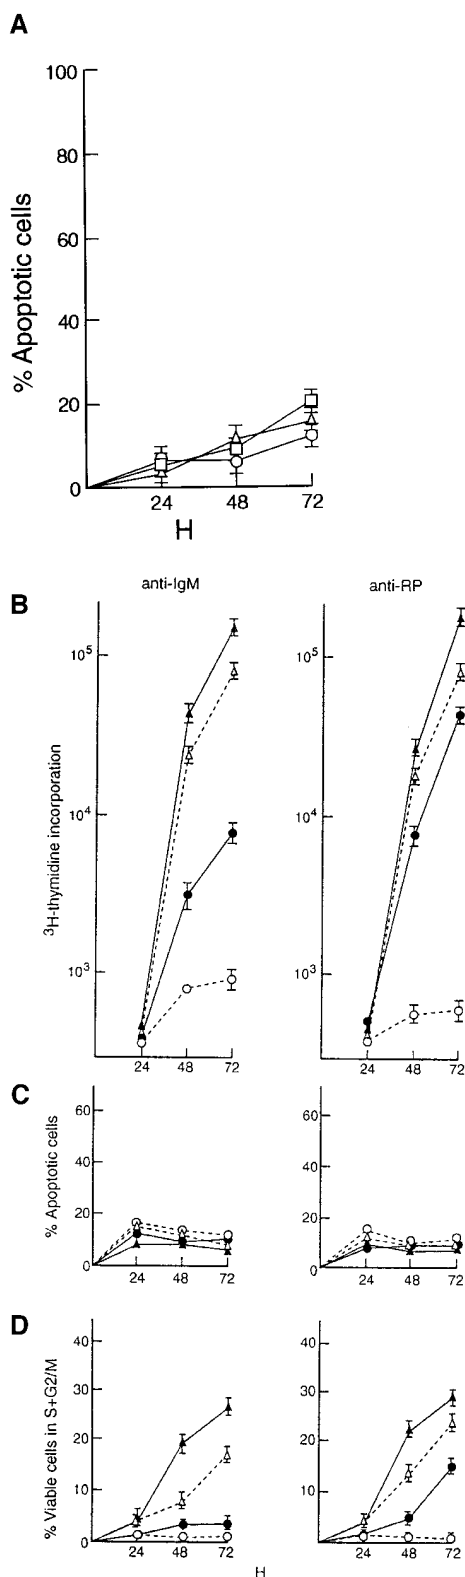 A
100
80
60
40
20
0
% Apoptotic cells
24 48 72
H
anti-IgM anti-RP
B
10⁵ 10⁵
10⁴ 10⁴
10³ 10³
³H-thymidine incorporation
24 48 72 24 48 72
C
60 60
40 40
20 20
0 0
% Apoptotic cells
24 48 72 24 48 72
D
40 40
30 30
20 20
10 10
0
% Viable cells in S+G2/M
24 48 72 24 48 72
H